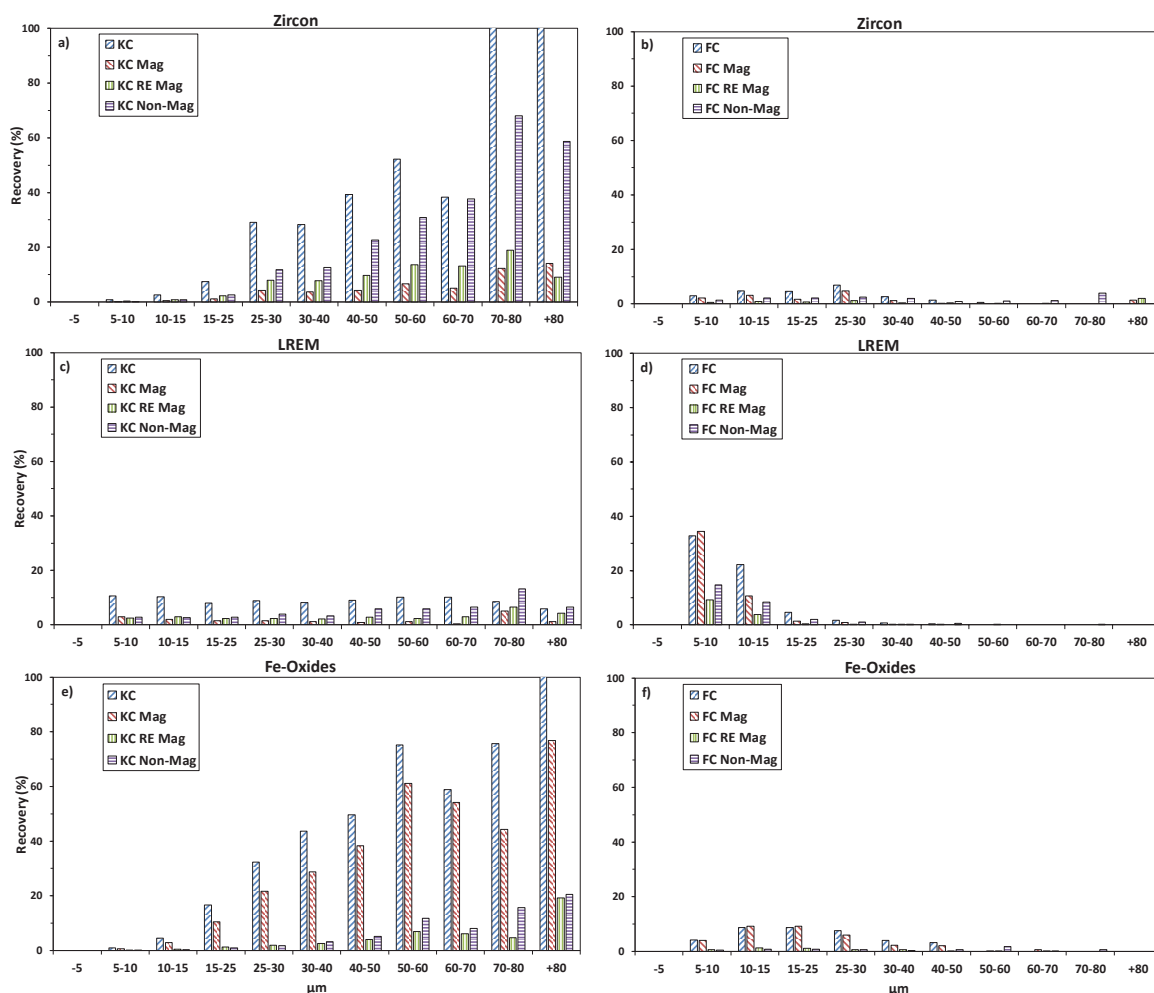 Zircon
a)
KC
KC Mag
KC RE Mag
KC Non-Mag
Recovery (%)
100
80
60
40
20
0
-5 5-10 10-15 15-25 25-30 30-40 40-50 50-60 60-70 70-80 +80
Zircon
b)
FC
FC Mag
FC RE Mag
FC Non-Mag
100
80
60
40
20
0
-5 5-10 10-15 15-25 25-30 30-40 40-50 50-60 60-70 70-80 +80
LREM
c)
KC
KC Mag
KC RE Mag
KC Non-Mag
Recovery (%)
100
80
60
40
20
0
-5 5-10 10-15 15-25 25-30 30-40 40-50 50-60 60-70 70-80 +80
LREM
d)
FC
FC Mag
FC RE Mag
FC Non-Mag
100
80
60
40
20
0
-5 5-10 10-15 15-25 25-30 30-40 40-50 50-60 60-70 70-80 +80
Fe-Oxides
e)
KC
KC Mag
KC RE Mag
KC Non-Mag
Recovery (%)
100
80
60
40
20
0
-5 5-10 10-15 15-25 25-30 30-40 40-50 50-60 60-70 70-80 +80
µm
Fe-Oxides
f)
FC
FC Mag
FC RE Mag
FC Non-Mag
100
80
60
40
20
0
-5 5-10 10-15 15-25 25-30 30-40 40-50 50-60 60-70 70-80 +80
µm